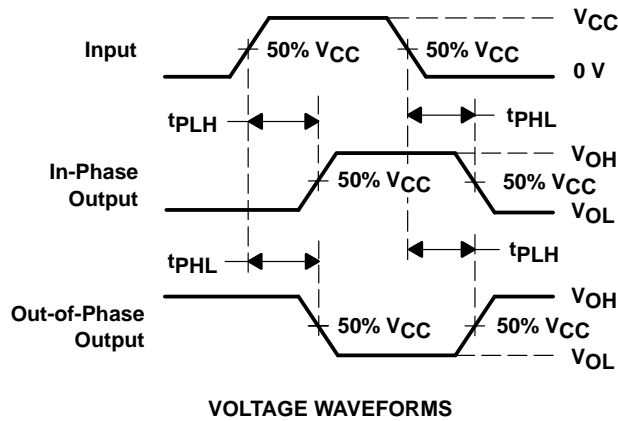 VCC
Input
50% VCC
50% VCC
0 V
tPLH
tPHL
VOH
In-Phase
Output
50% VCC
50% VCC
VOL
tPHL
tPLH
VOH
Out-of-Phase
Output
50% VCC
50% VCC
VOL
VOLTAGE WAVEFORMS